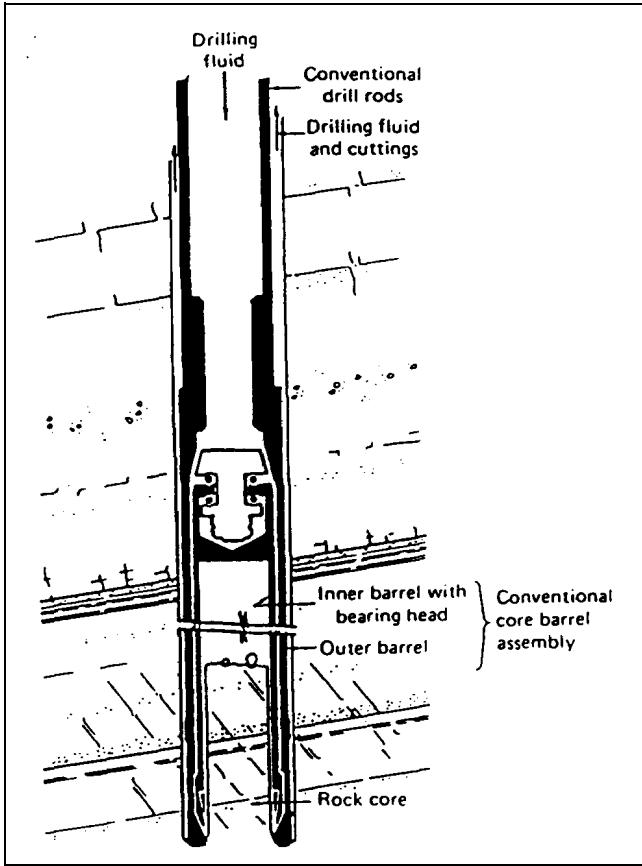 Drilling
fluid
Conventional
drill rods
Drilling fluid
and cuttings
Inner barrel with
bearing head
Conventional
core barrel
assembly
Outer barrel
Rock core